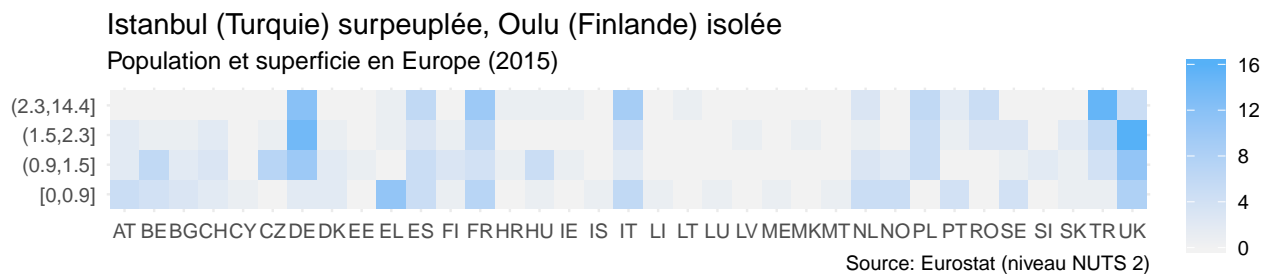 Istanbul (Turquie) surpeuplée, Oulu (Finlande) isolée
Population et superficie en Europe (2015)
(2.3,14.4]
(1.5,2.3]
(0.9,1.5]
[0,0.9]
16
12
8
4
0
AT BE BG CH CY CZ DE DK EE EL ES FI FR HR HU IE IS IT LI LT LU LV ME MK MT NL NO PL PT RO SE SI SK TR UK
Source: Eurostat (niveau NUTS 2)